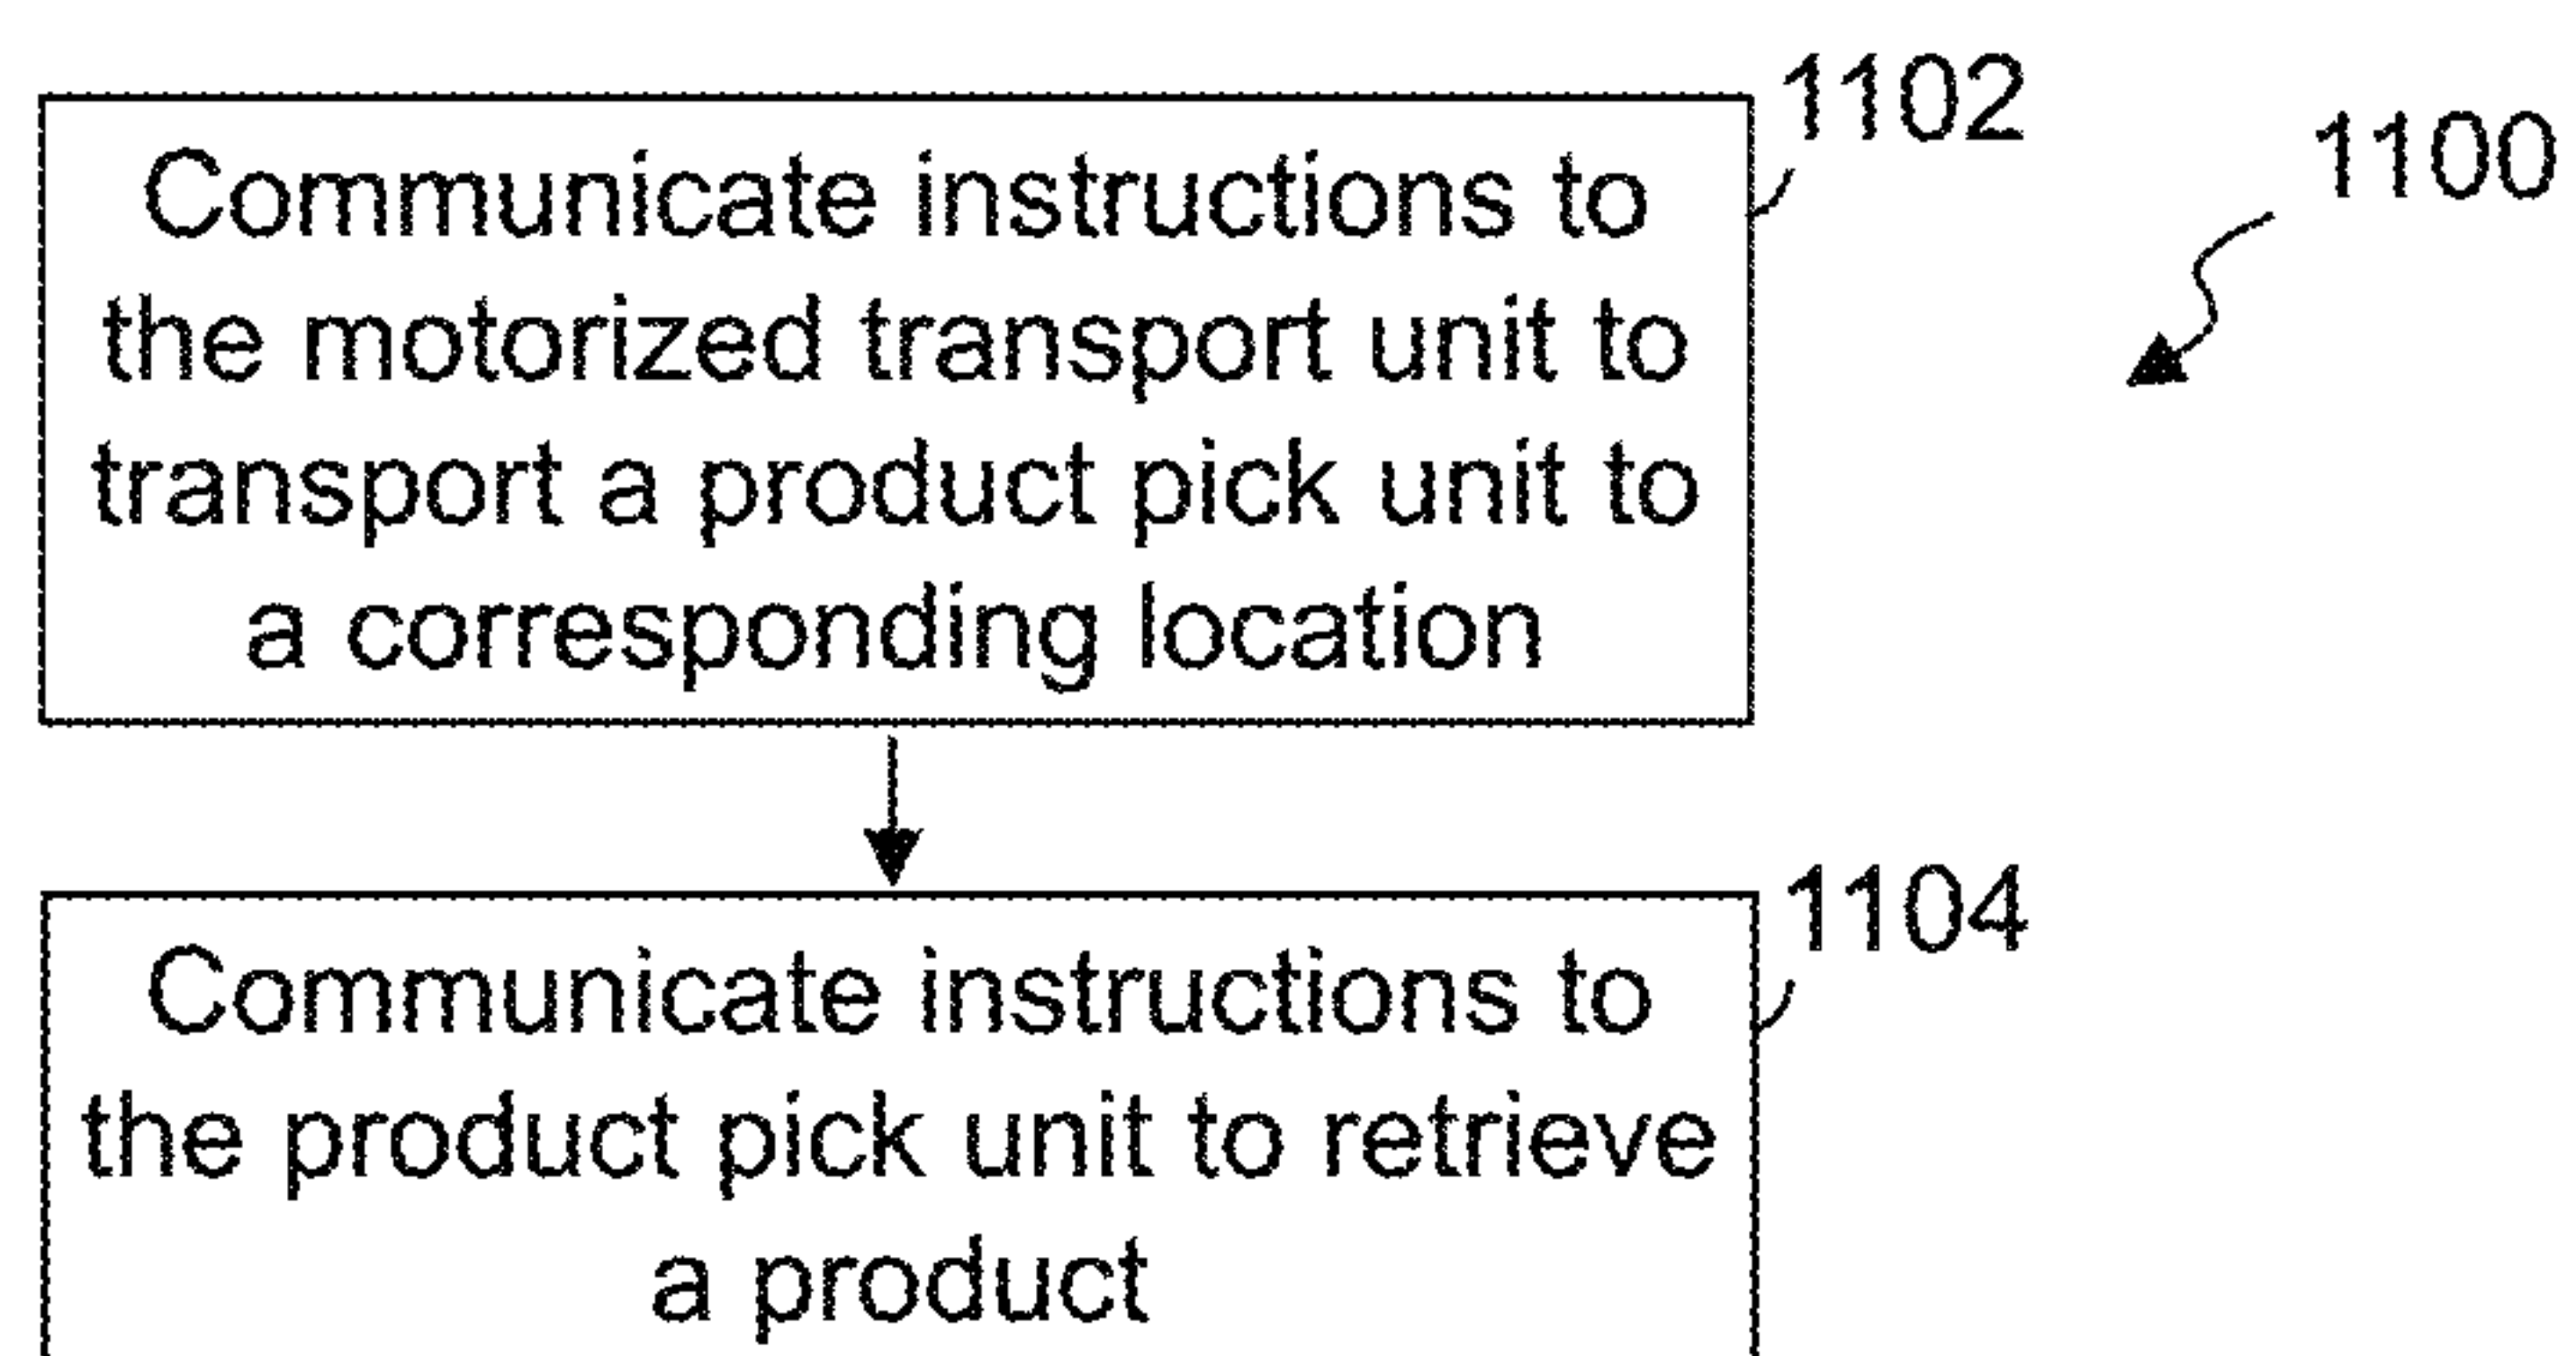 1102
1100
Communicate instructions to
the motorized transport unit to
transport a product pick unit to
a corresponding location
1104
Communicate instructions to
the product pick unit to retrieve
a product